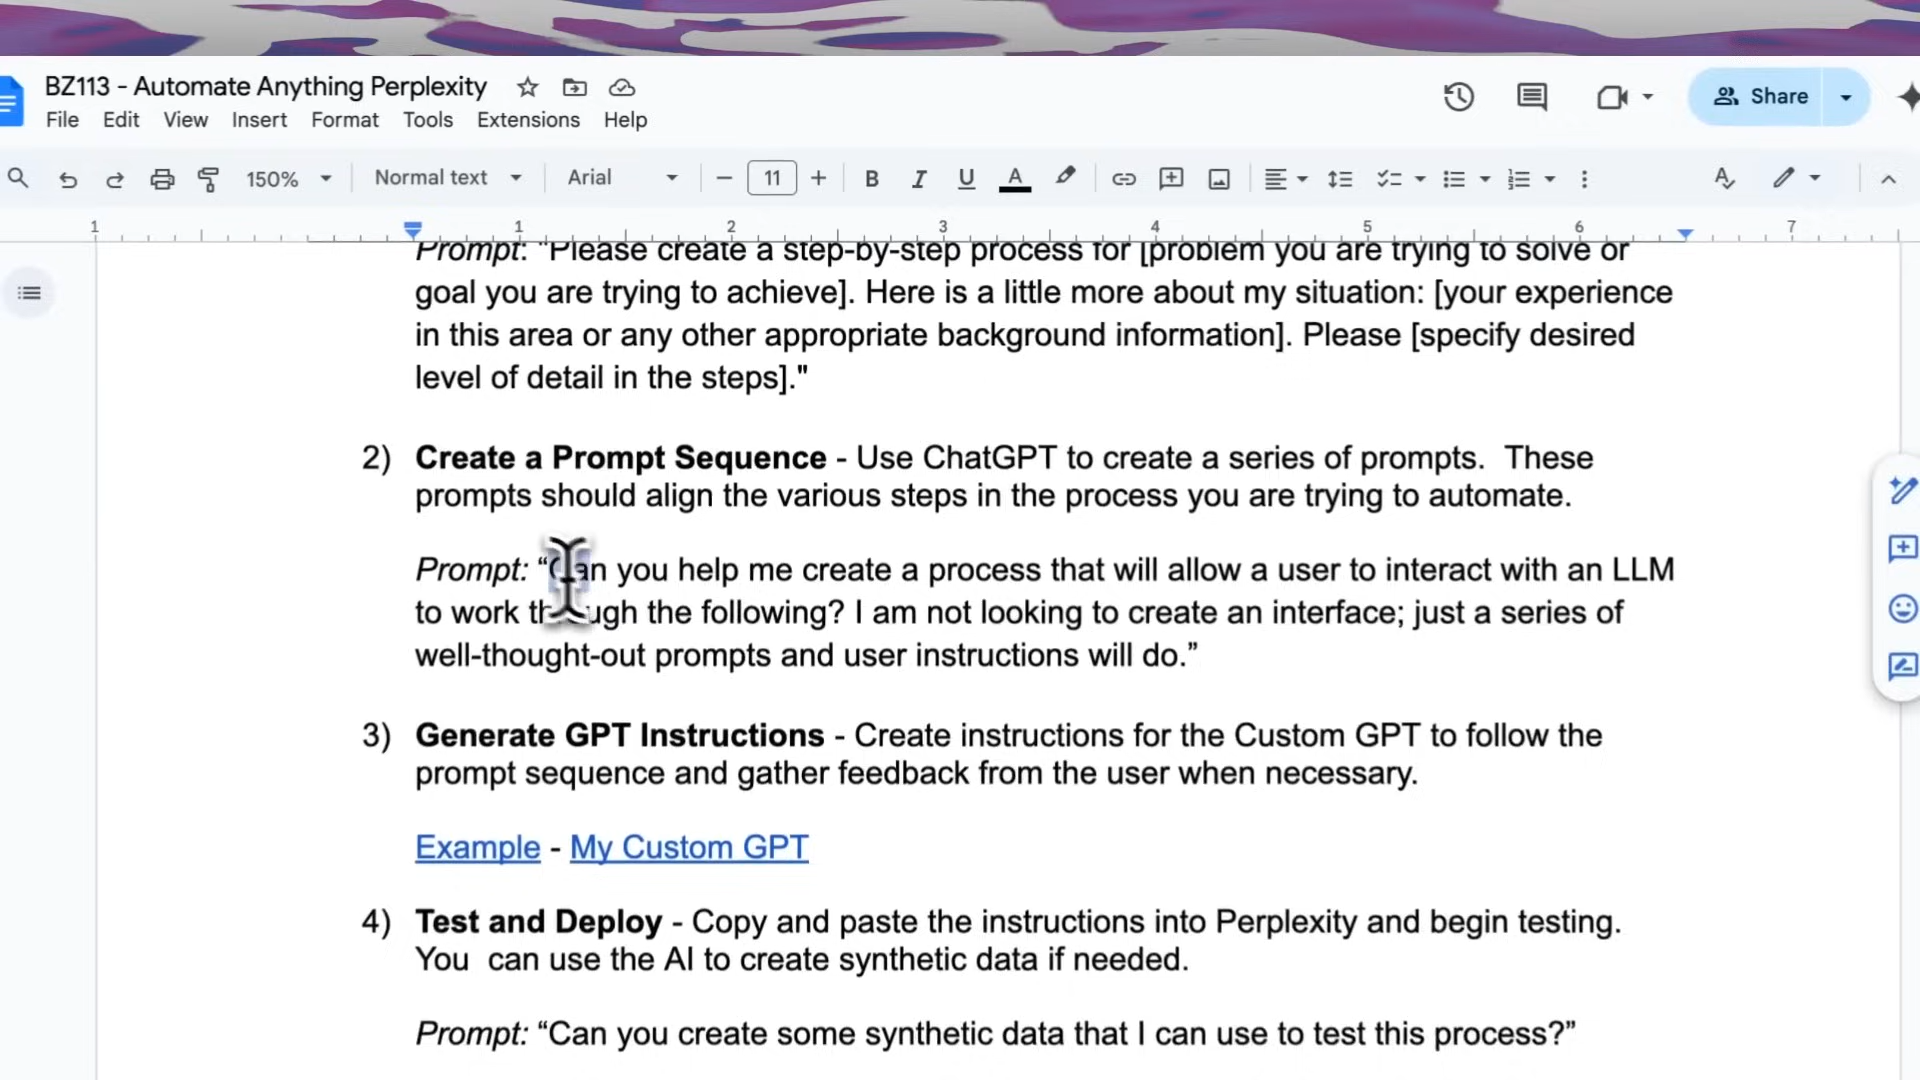 BZ113 - Automate Anything Perplexity
File Edit View Insert Format Tools Extensions Help
Share
150% Normal text Arial 11 B I U A
1 1 2 3 4 5 6 7
Prompt: "Please create a step-by-step process for [problem you are trying to solve or
goal you are trying to achieve]. Here is a little more about my situation: [your experience
in this area or any other appropriate background information]. Please [specify desired
level of detail in the steps]."
2) Create a Prompt Sequence - Use ChatGPT to create a series of prompts.  These
prompts should align the various steps in the process you are trying to automate.
Prompt: “Can you help me create a process that will allow a user to interact with an LLM
to work through the following? I am not looking to create an interface; just a series of
well-thought-out prompts and user instructions will do.”
3) Generate GPT Instructions - Create instructions for the Custom GPT to follow the
prompt sequence and gather feedback from the user when necessary.
Example - My Custom GPT
4) Test and Deploy - Copy and paste the instructions into Perplexity and begin testing.
You  can use the AI to create synthetic data if needed.
Prompt: “Can you create some synthetic data that I can use to test this process?”